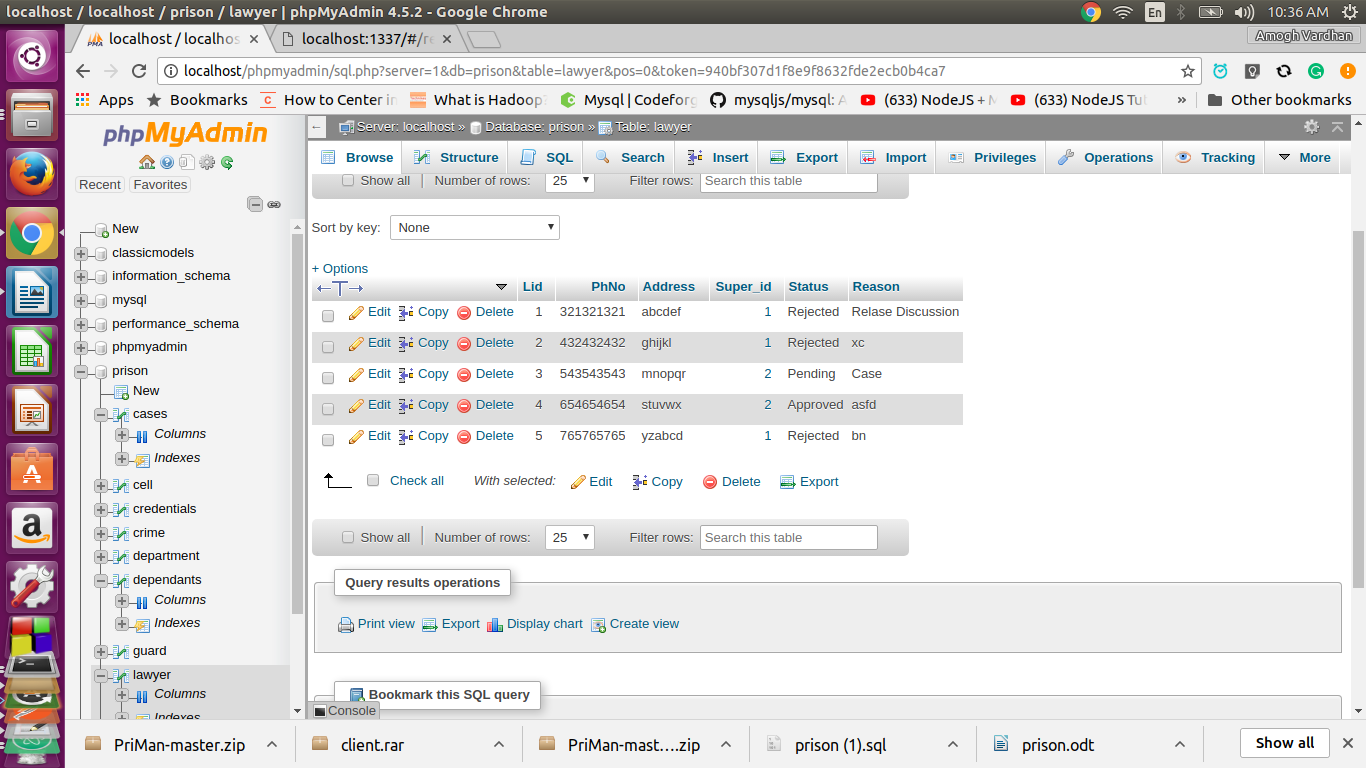 localhost / localhost / prison / lawyer | phpMyAdmin 4.5.2 - Google Chrome En 10:36 AM
localhost / localhos × localhost:1337/#/re × Amogh Vardhan
localhost/phpmyadmin/sql.php?server=1&db=prison&table=lawyer&pos=0&token=940bf307d1f8e9f8632fde2ecb0b4ca7
Apps Bookmarks How to Center in What is Hadoop Mysql | Codeforg mysqljs/mysql: A (633) NodeJS + M (633) NodeJS Tut » Other bookmarks
phpMyAdmin
Recent Favorites
New
classicmodels
information_schema
mysql
performance_schema
phpmyadmin
prison
New
cases
Columns
Indexes
cell
credentials
crime
department
dependants
Columns
Indexes
guard
lawyer
Columns
Indexes
Server: localhost » Database: prison » Table: lawyer
Browse Structure SQL Search Insert Export Import Privileges Operations Tracking More
Show all Number of rows: 25 Filter rows: Search this table
Sort by key: None
+ Options
Lid PhNo Address Super_id Status Reason
Edit Copy Delete 1 321321321 abcdef 1 Rejected Relase Discussion
Edit Copy Delete 2 432432432 ghijkl 1 Rejected xc
Edit Copy Delete 3 543543543 mnopqr 2 Pending Case
Edit Copy Delete 4 654654654 stuvwx 2 Approved asfd
Edit Copy Delete 5 765765765 yzabcd 1 Rejected bn
Check all With selected: Edit Copy Delete Export
Show all Number of rows: 25 Filter rows: Search this table
Query results operations
Print view Export Display chart Create view
Bookmark this SQL query
Console
PriMan-master.zip client.rar PriMan-mast....zip prison (1).sql prison.odt Show all